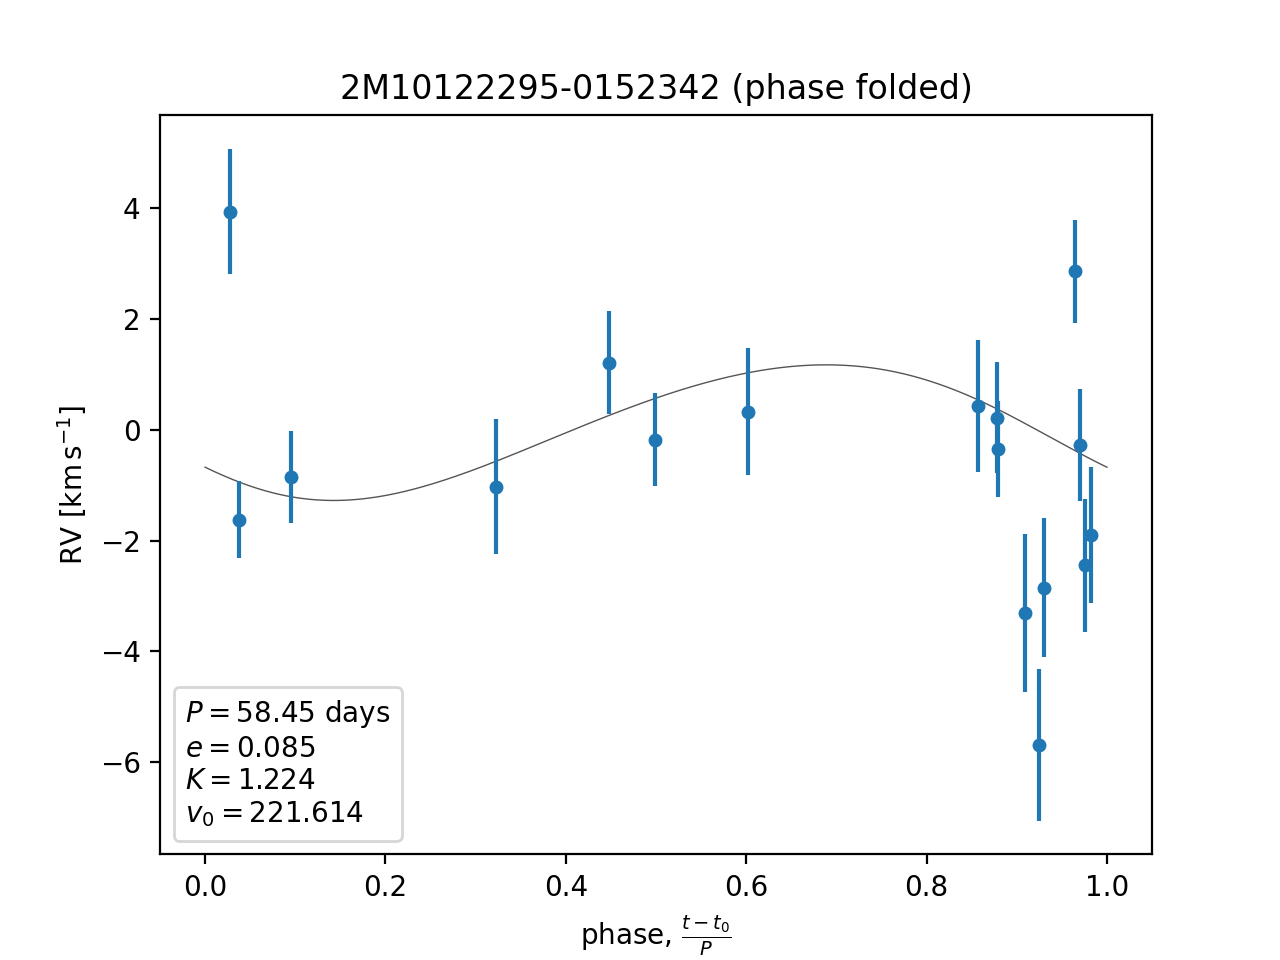 2M10122295-0152342 (phase folded)
4
2
0
−2
−4
−6
RV [km s⁻¹]
P = 58.45 days
e = 0.085
K = 1.224
v₀ = 221.614
0.0 0.2 0.4 0.6 0.8 1.0
phase, (t − t₀)/P